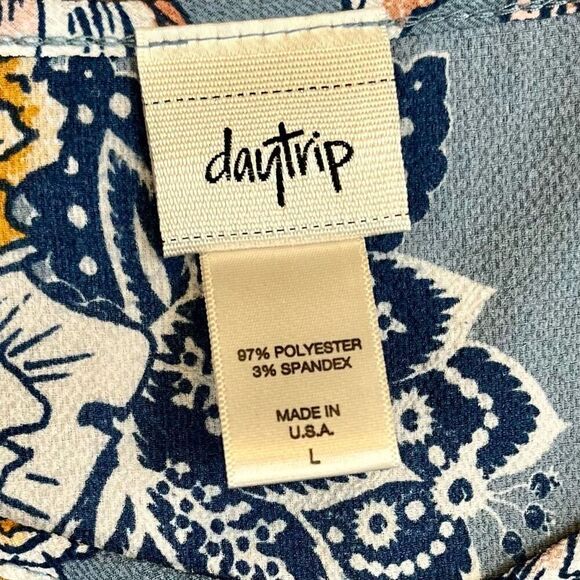 daytrip
97% POLYESTER
3% SPANDEX
MADE IN
U.S.A.
L